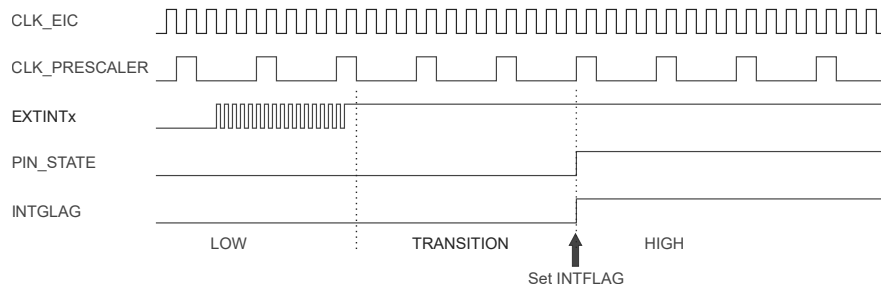 CLK_EIC
CLK_PRESCALER
EXTINTx
PIN_STATE
INTGLAG
LOW TRANSITION HIGH
Set INTFLAG